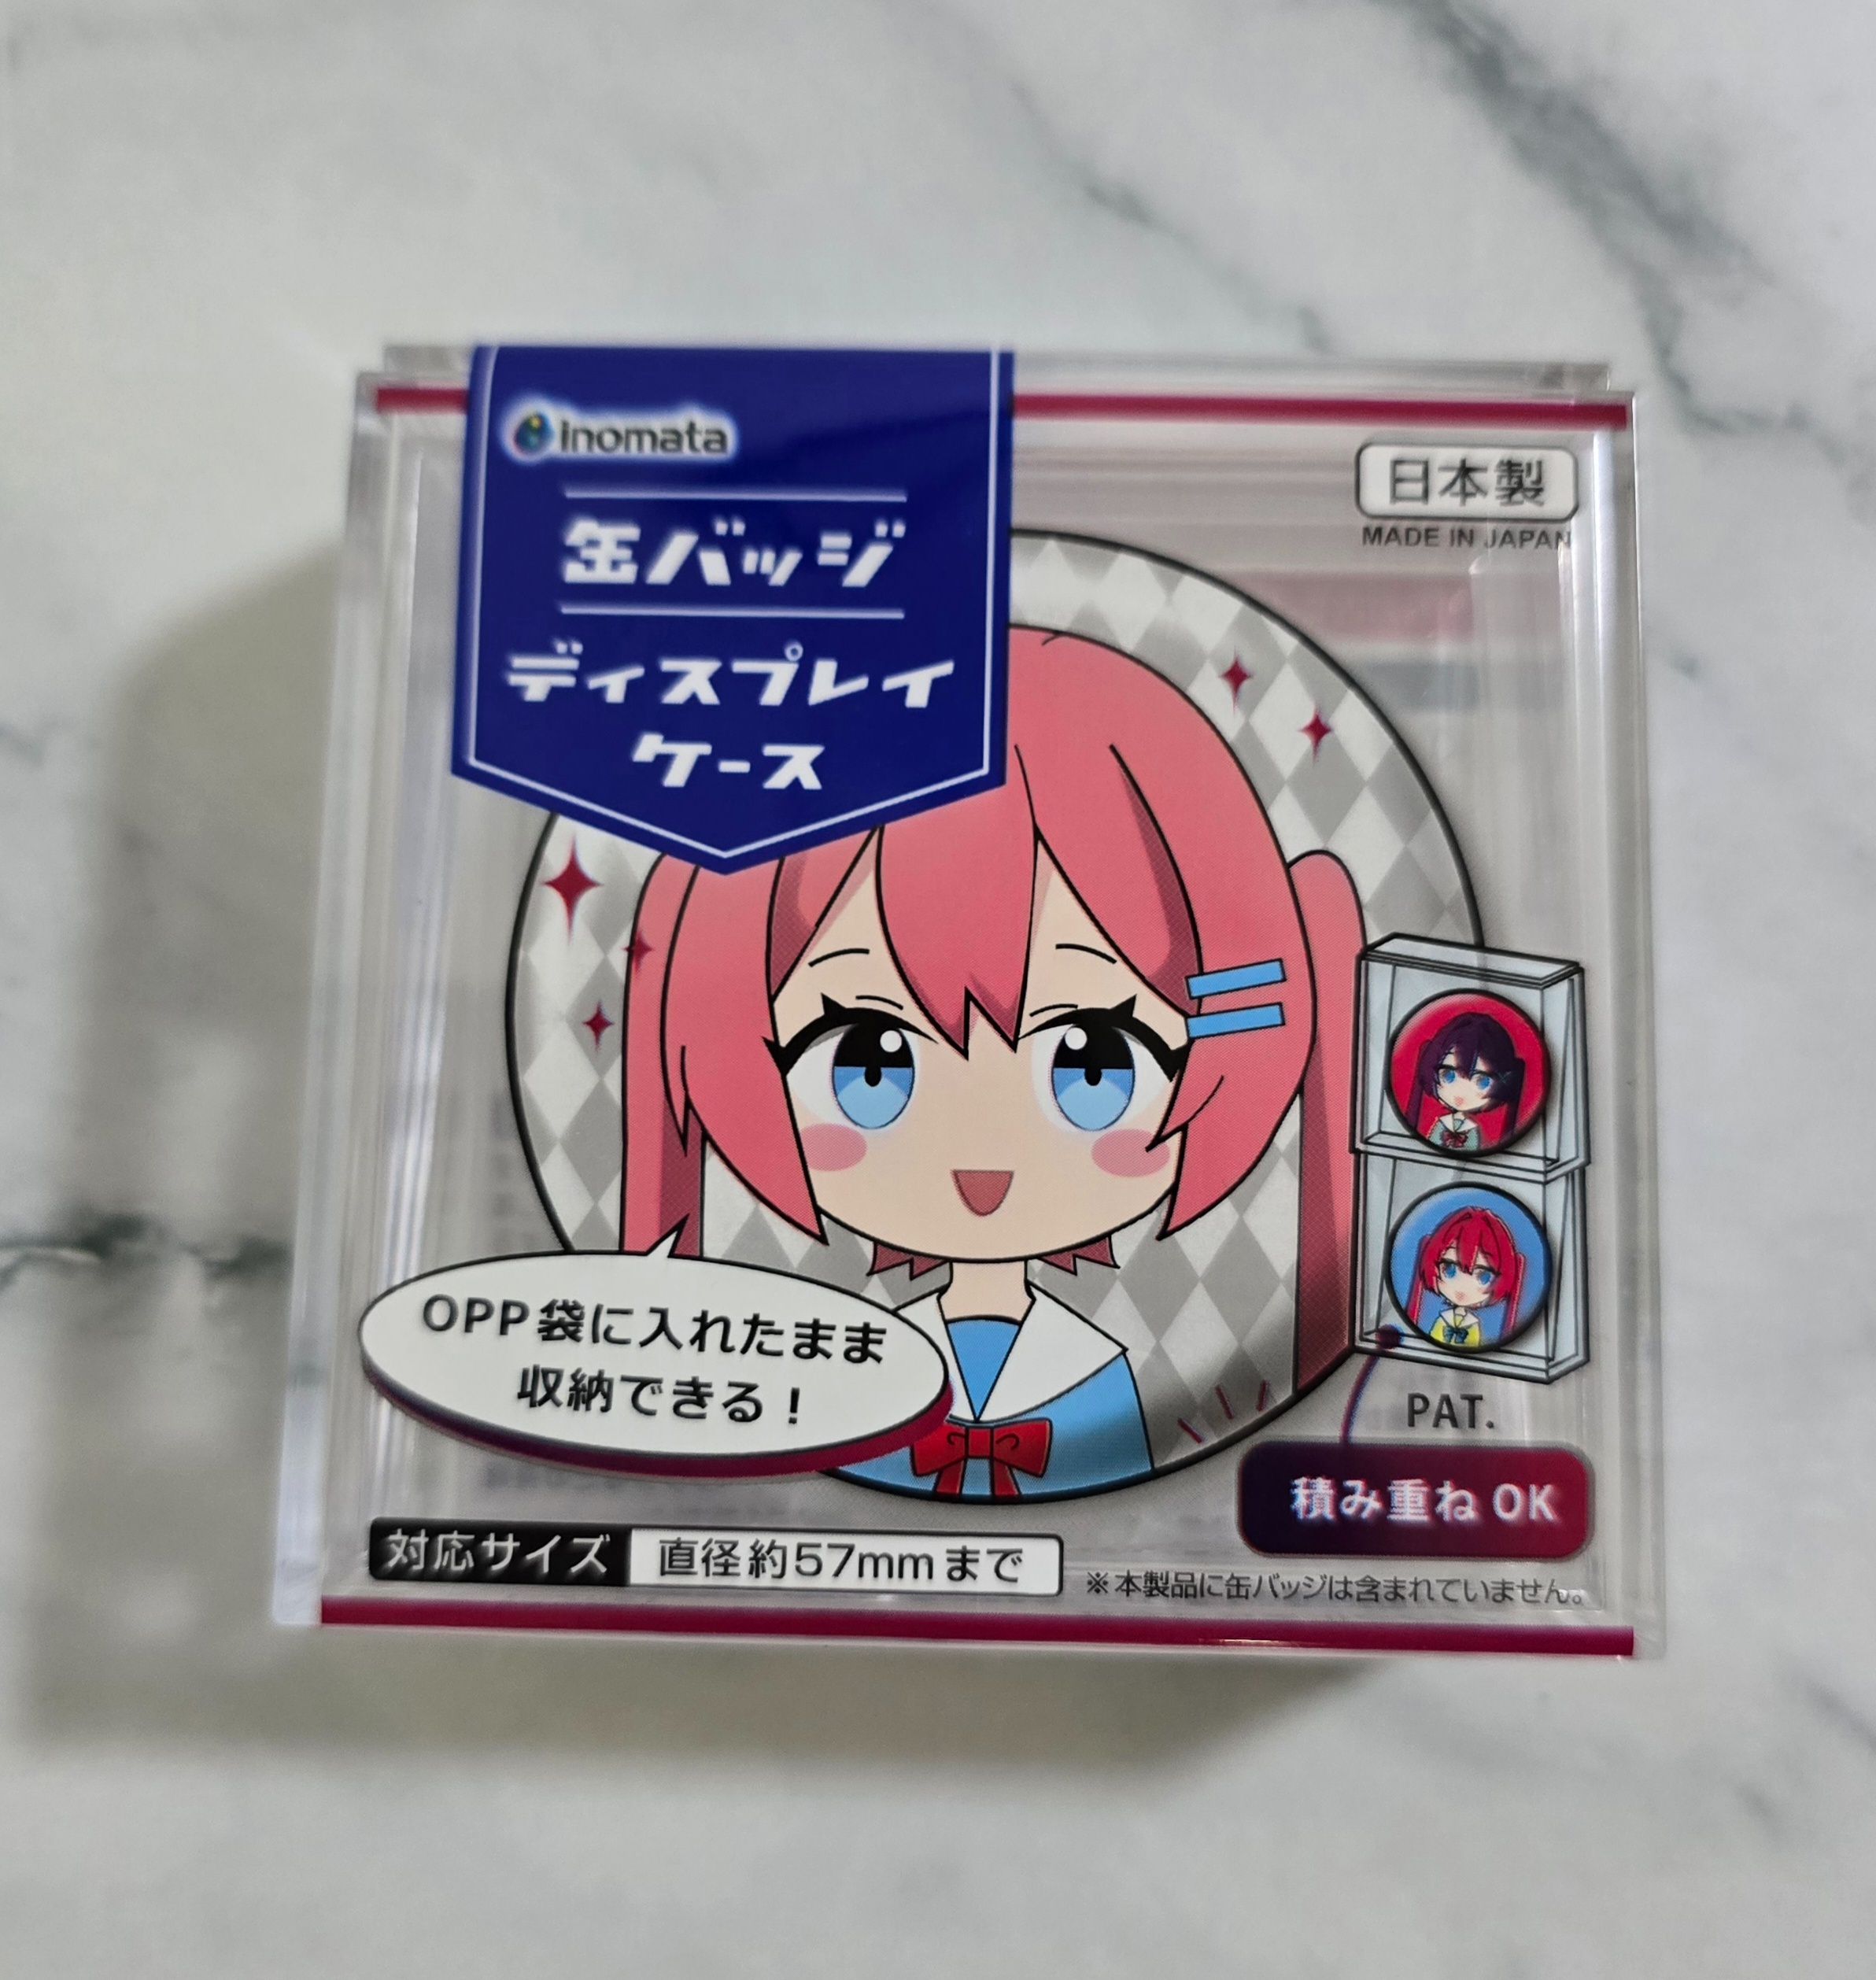 inomata
缶バッジ
ディスプレイ
ケース
日本製
MADE IN JAPAN
OPP袋に入れたまま
収納できる！
PAT.
積み重ねOK
対応サイズ 直径約57mmまで
※本製品に缶バッジは含まれていません。